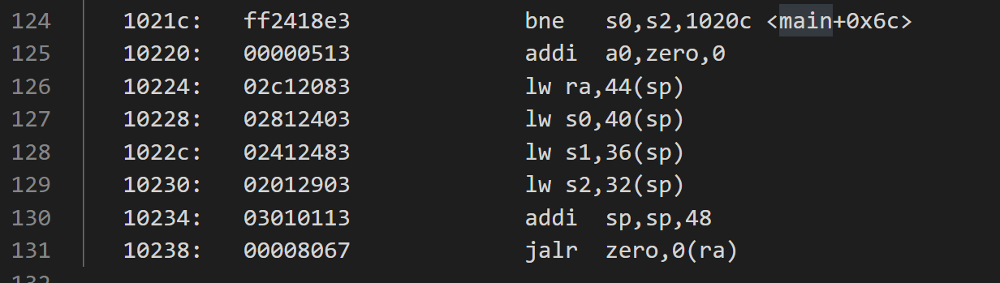 124 1021c: ff2418e3 bne s0,s2,1020c <main+0x6c>
125 10220: 00000513 addi a0,zero,0
126 10224: 02c12083 lw ra,44(sp)
127 10228: 02812403 lw s0,40(sp)
128 1022c: 02412483 lw s1,36(sp)
129 10230: 02012903 lw s2,32(sp)
130 10234: 03010113 addi sp,sp,48
131 10238: 00008067 jalr zero,0(ra)
132